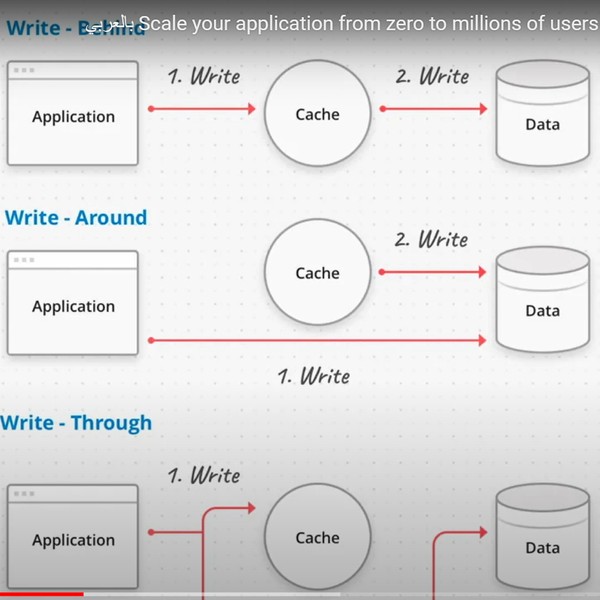 بالعربي Scale your application from zero to millions of users
Write - Behind
1. Write
2. Write
Application
Cache
Data
Write - Around
2. Write
Cache
Application
Data
1. Write
Write - Through
1. Write
Application
Cache
Data